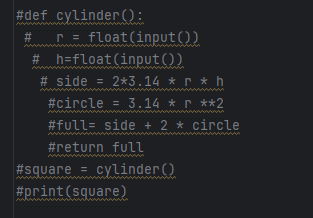 #def cylinder():
 #   r = float(input())
  #  h=float(input())
   # side = 2*3.14 * r * h
    #circle = 3.14 * r **2
    #full= side + 2 * circle
    #return full
#square = cylinder()
#print(square)